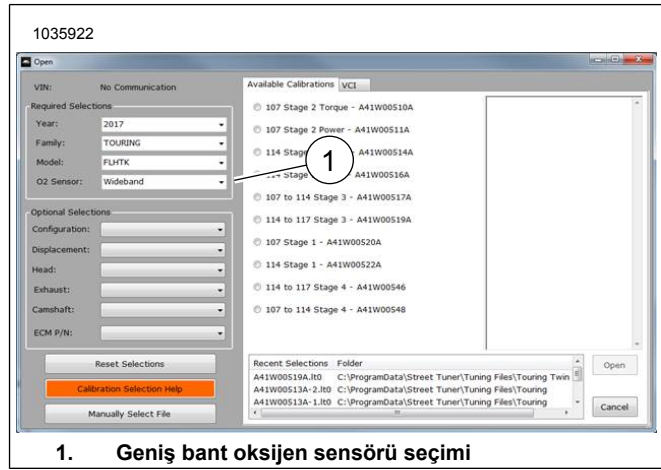 1035922
Open
VIN: No Communication
Required Selections
Year: 2017
Family: TOURING
Model: FLHTK
O2 Sensor: Wideband
Optional Selections
Configuration:
Displacement:
Head:
Exhaust:
Camshaft:
ECM P/N:
Reset Selections
Calibration Selection Help
Manually Select File
Available Calibrations VCI
107 Stage 2 Torque - A41W00510A
107 Stage 2 Power - A41W00511A
114 Stage A41W00514A
1
114 Stage A41W00516A
107 to 114 Stage 3 - A41W00517A
114 to 117 Stage 3 - A41W00519A
107 Stage 1 - A41W00520A
114 Stage 1 - A41W00522A
114 to 117 Stage 4 - A41W00546
107 to 114 Stage 4 - A41W00548
Recent Selections Folder
A41W00519A.lt0 C:\ProgramData\Street Tuner\Tuning Files\Touring Twin
A41W00513A-2.lt0 C:\ProgramData\Street Tuner\Tuning Files\Touring
A41W00513A-1.lt0 C:\ProgramData\Street Tuner\Tuning Files\Touring
Open
Cancel
1. Geniş bant oksijen sensörü seçimi